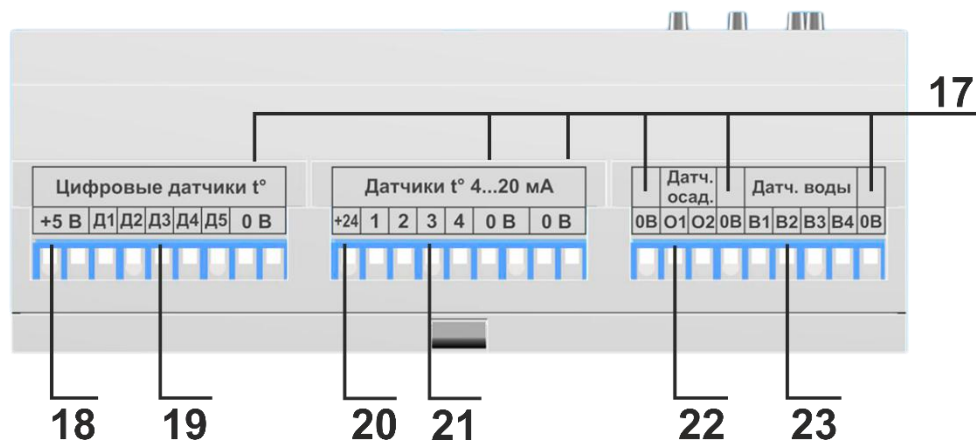 17
Цифровые датчики t°
+5 В Д1 Д2 Д3 Д4 Д5 0 В
Датчики t° 4...20 мА
+24 1 2 3 4 0 В 0 В
Датч. осад.
Датч. воды
0В О1 О2 0В В1 В2 В3 В4 0В
18 19 20 21 22 23